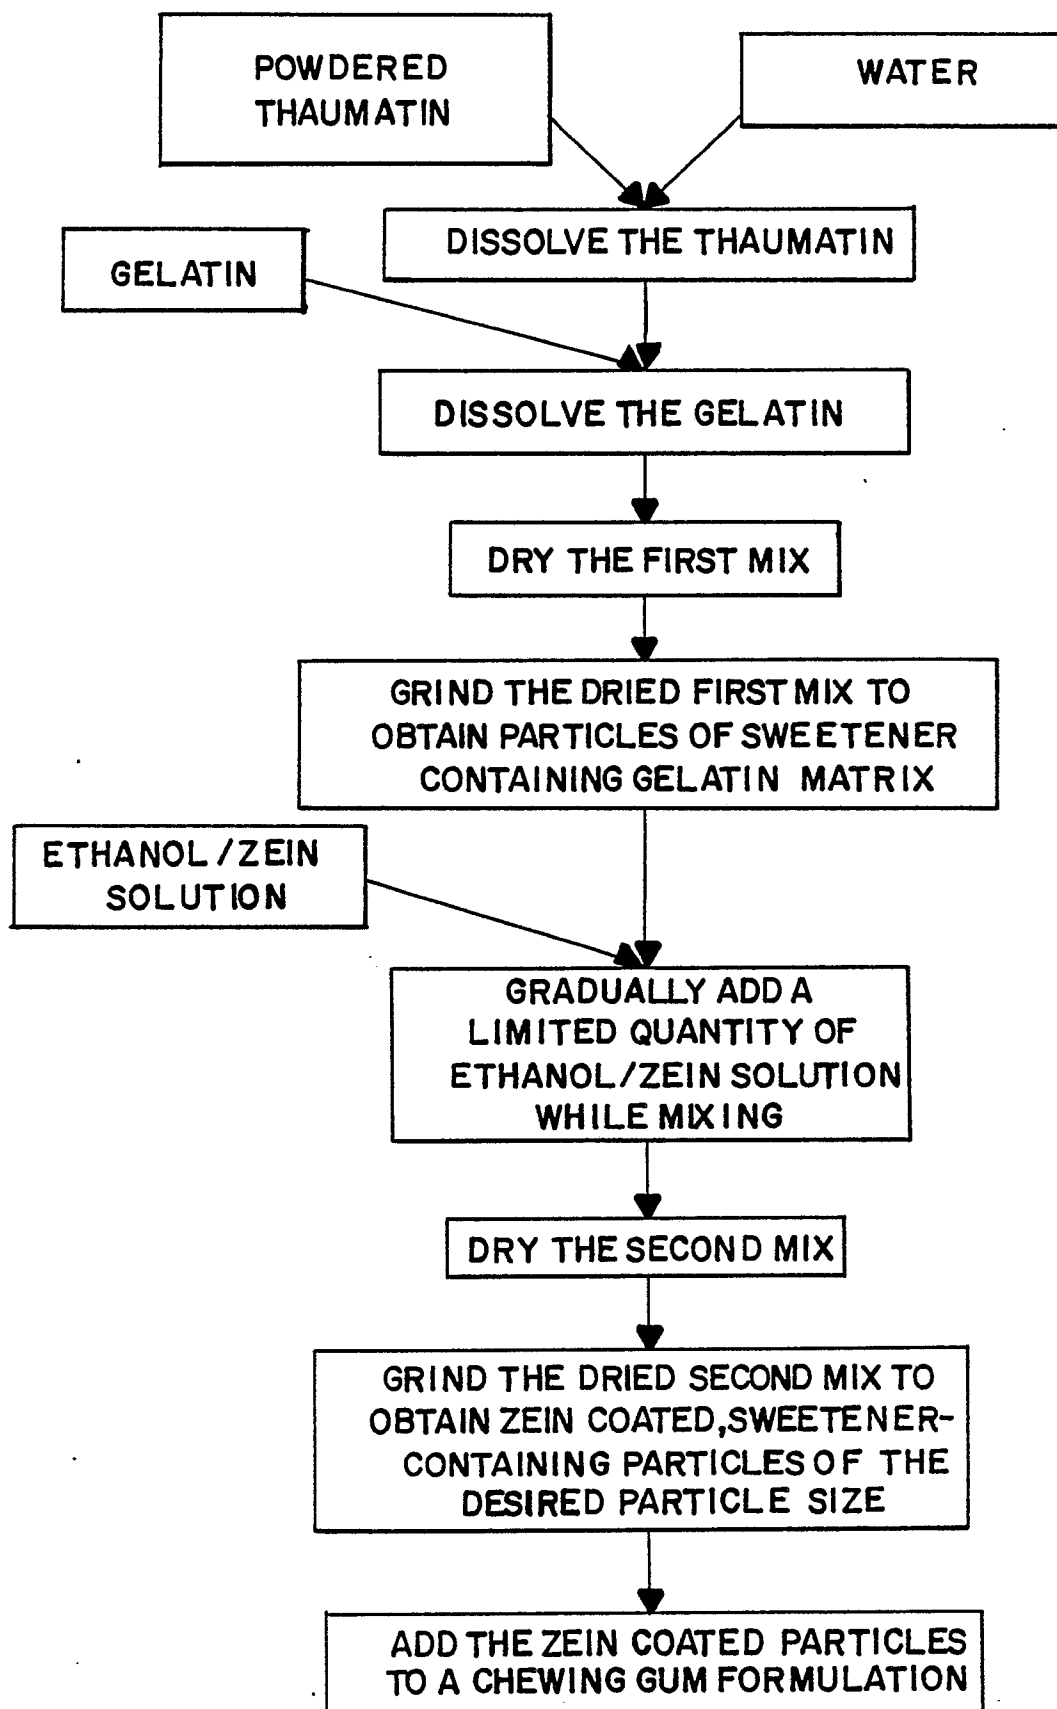 POWDERED
THAUMATIN
WATER
DISSOLVE THE THAUMATIN
GELATIN
DISSOLVE THE GELATIN
DRY THE FIRST MIX
GRIND THE DRIED FIRST MIX TO
OBTAIN PARTICLES OF SWEETENER
CONTAINING GELATIN MATRIX
ETHANOL/ZEIN
SOLUTION
GRADUALLY ADD A
LIMITED QUANTITY OF
ETHANOL/ZEIN SOLUTION
WHILE MIXING
DRY THE SECOND MIX
GRIND THE DRIED SECOND MIX TO
OBTAIN ZEIN COATED, SWEETENER-
CONTAINING PARTICLES OF THE
DESIRED PARTICLE SIZE
ADD THE ZEIN COATED PARTICLES
TO A CHEWING GUM FORMULATION